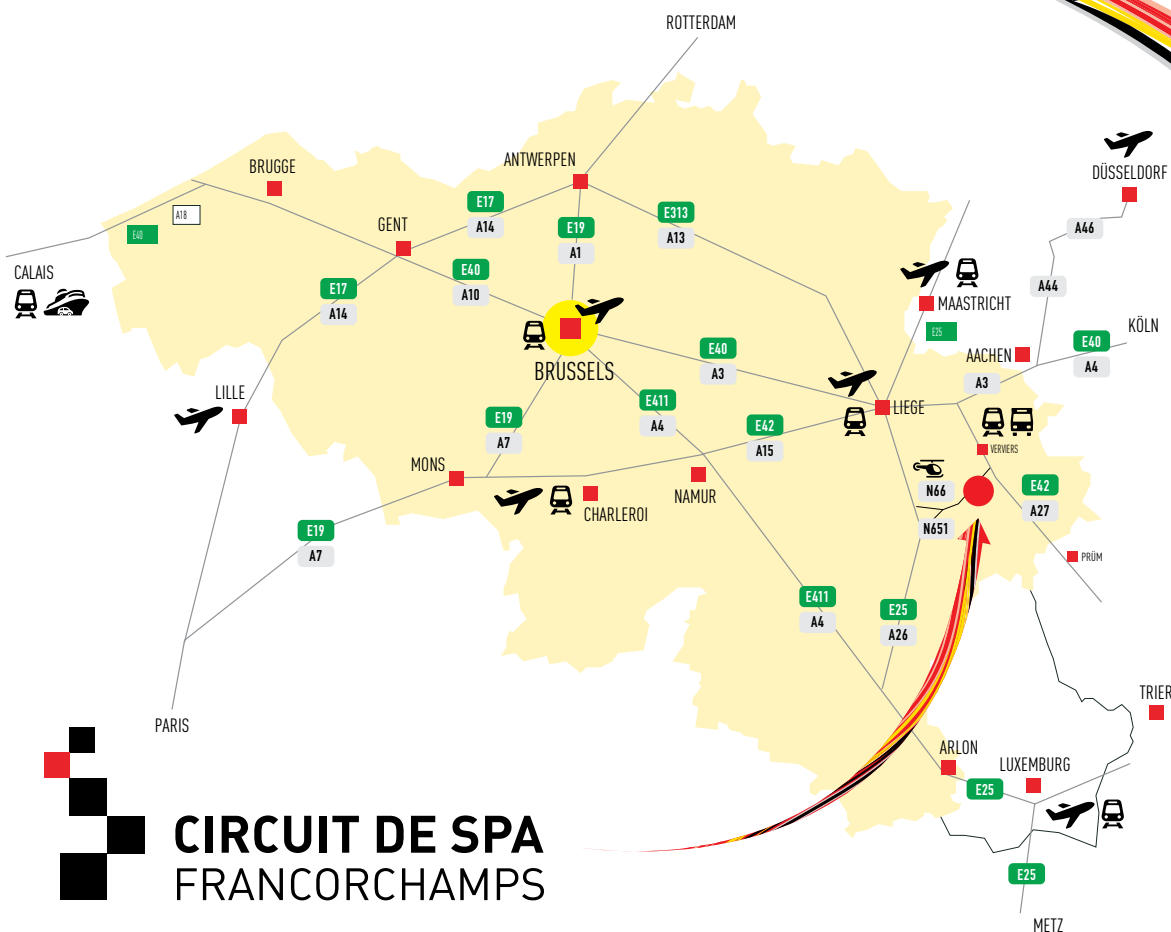 ROTTERDAM
DÜSSELDORF
BRUGGE
ANTWERPEN
E17
A14
E313
A13
A18
E40
GENT
E19
A1
A46
CALAIS
E17
A14
E40
A10
A44
MAASTRICHT
E25
KÖLN
AACHEN
E40
A4
BRUSSELS
E40
A3
A3
LILLE
LIEGE
E19
A7
E411
A4
E42
A15
VERVIERS
MONS
NAMUR
CHARLEROI
N66
N651
E42
A27
E19
A7
PRÜM
E411
A4
E25
A26
PARIS
TRIER
ARLON
LUXEMBURG
E25
CIRCUIT DE SPA
FRANCORCHAMPS
E25
METZ